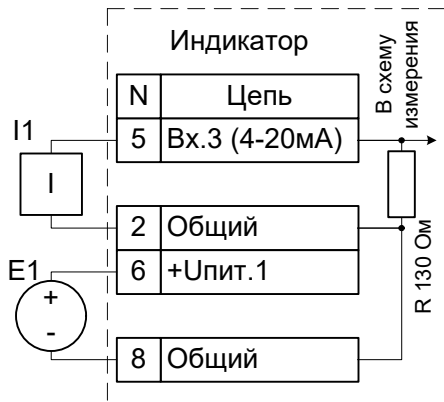 Индикатор
N Цепь
5 Вх.3 (4-20мА)
2 Общий
6 +Uпит.1
8 Общий
I1
I
E1
+
-
В схему
измерения
R 130 Ом